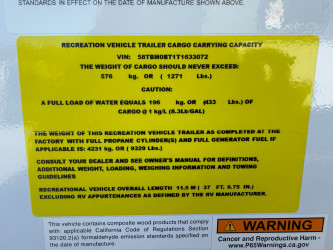 STANDARDS IN EFFECT ON THE DATE OF MANUFACTURE SHOWN ABOVE.
RECREATION VEHICLE TRAILER CARGO CARRYING CAPACITY
VIN: 58TBM0BT1T1633072
THE WEIGHT OF CARGO SHOULD NEVER EXCEED:
576 kg. OR ( 1271 Lbs.)
CAUTION:
A FULL LOAD OF WATER EQUALS 196 kg. OR (433 Lbs.) OF
CARGO @ 1 kg/L (8.3lb/GAL)
THE WEIGHT OF THIS RECREATION VEHICLE TRAILER AS COMPLETED AT THE
FACTORY WITH FULL PROPANE CYLINDER(S) AND FULL GENERATOR FUEL IF
APPLICABLE IS: 4231 kg. OR ( 9329 Lbs.)
CONSULT YOUR DEALER AND SEE OWNER'S MANUAL FOR DEFINITIONS,
ADDITIONAL WEIGHT, LOADING, WEIGHING INFORMATION AND TOWING
GUIDELINES
RECREATIONAL VEHICLE OVERALL LENGTH 11.5 M ( 37 FT. 9.75 IN.)
EXCLUDING RV APPURTENANCES AS DEFINED BY THE RV MANUFACTURER.
This vehicle contains composite wood products that comply
with applicable California Code of Regulations Section
93120.2(a) formaldehyde emission standards specified on
the date of manufacture.
WARNING
Cancer and Reproductive Harm -
www.P65Warnings.ca.gov